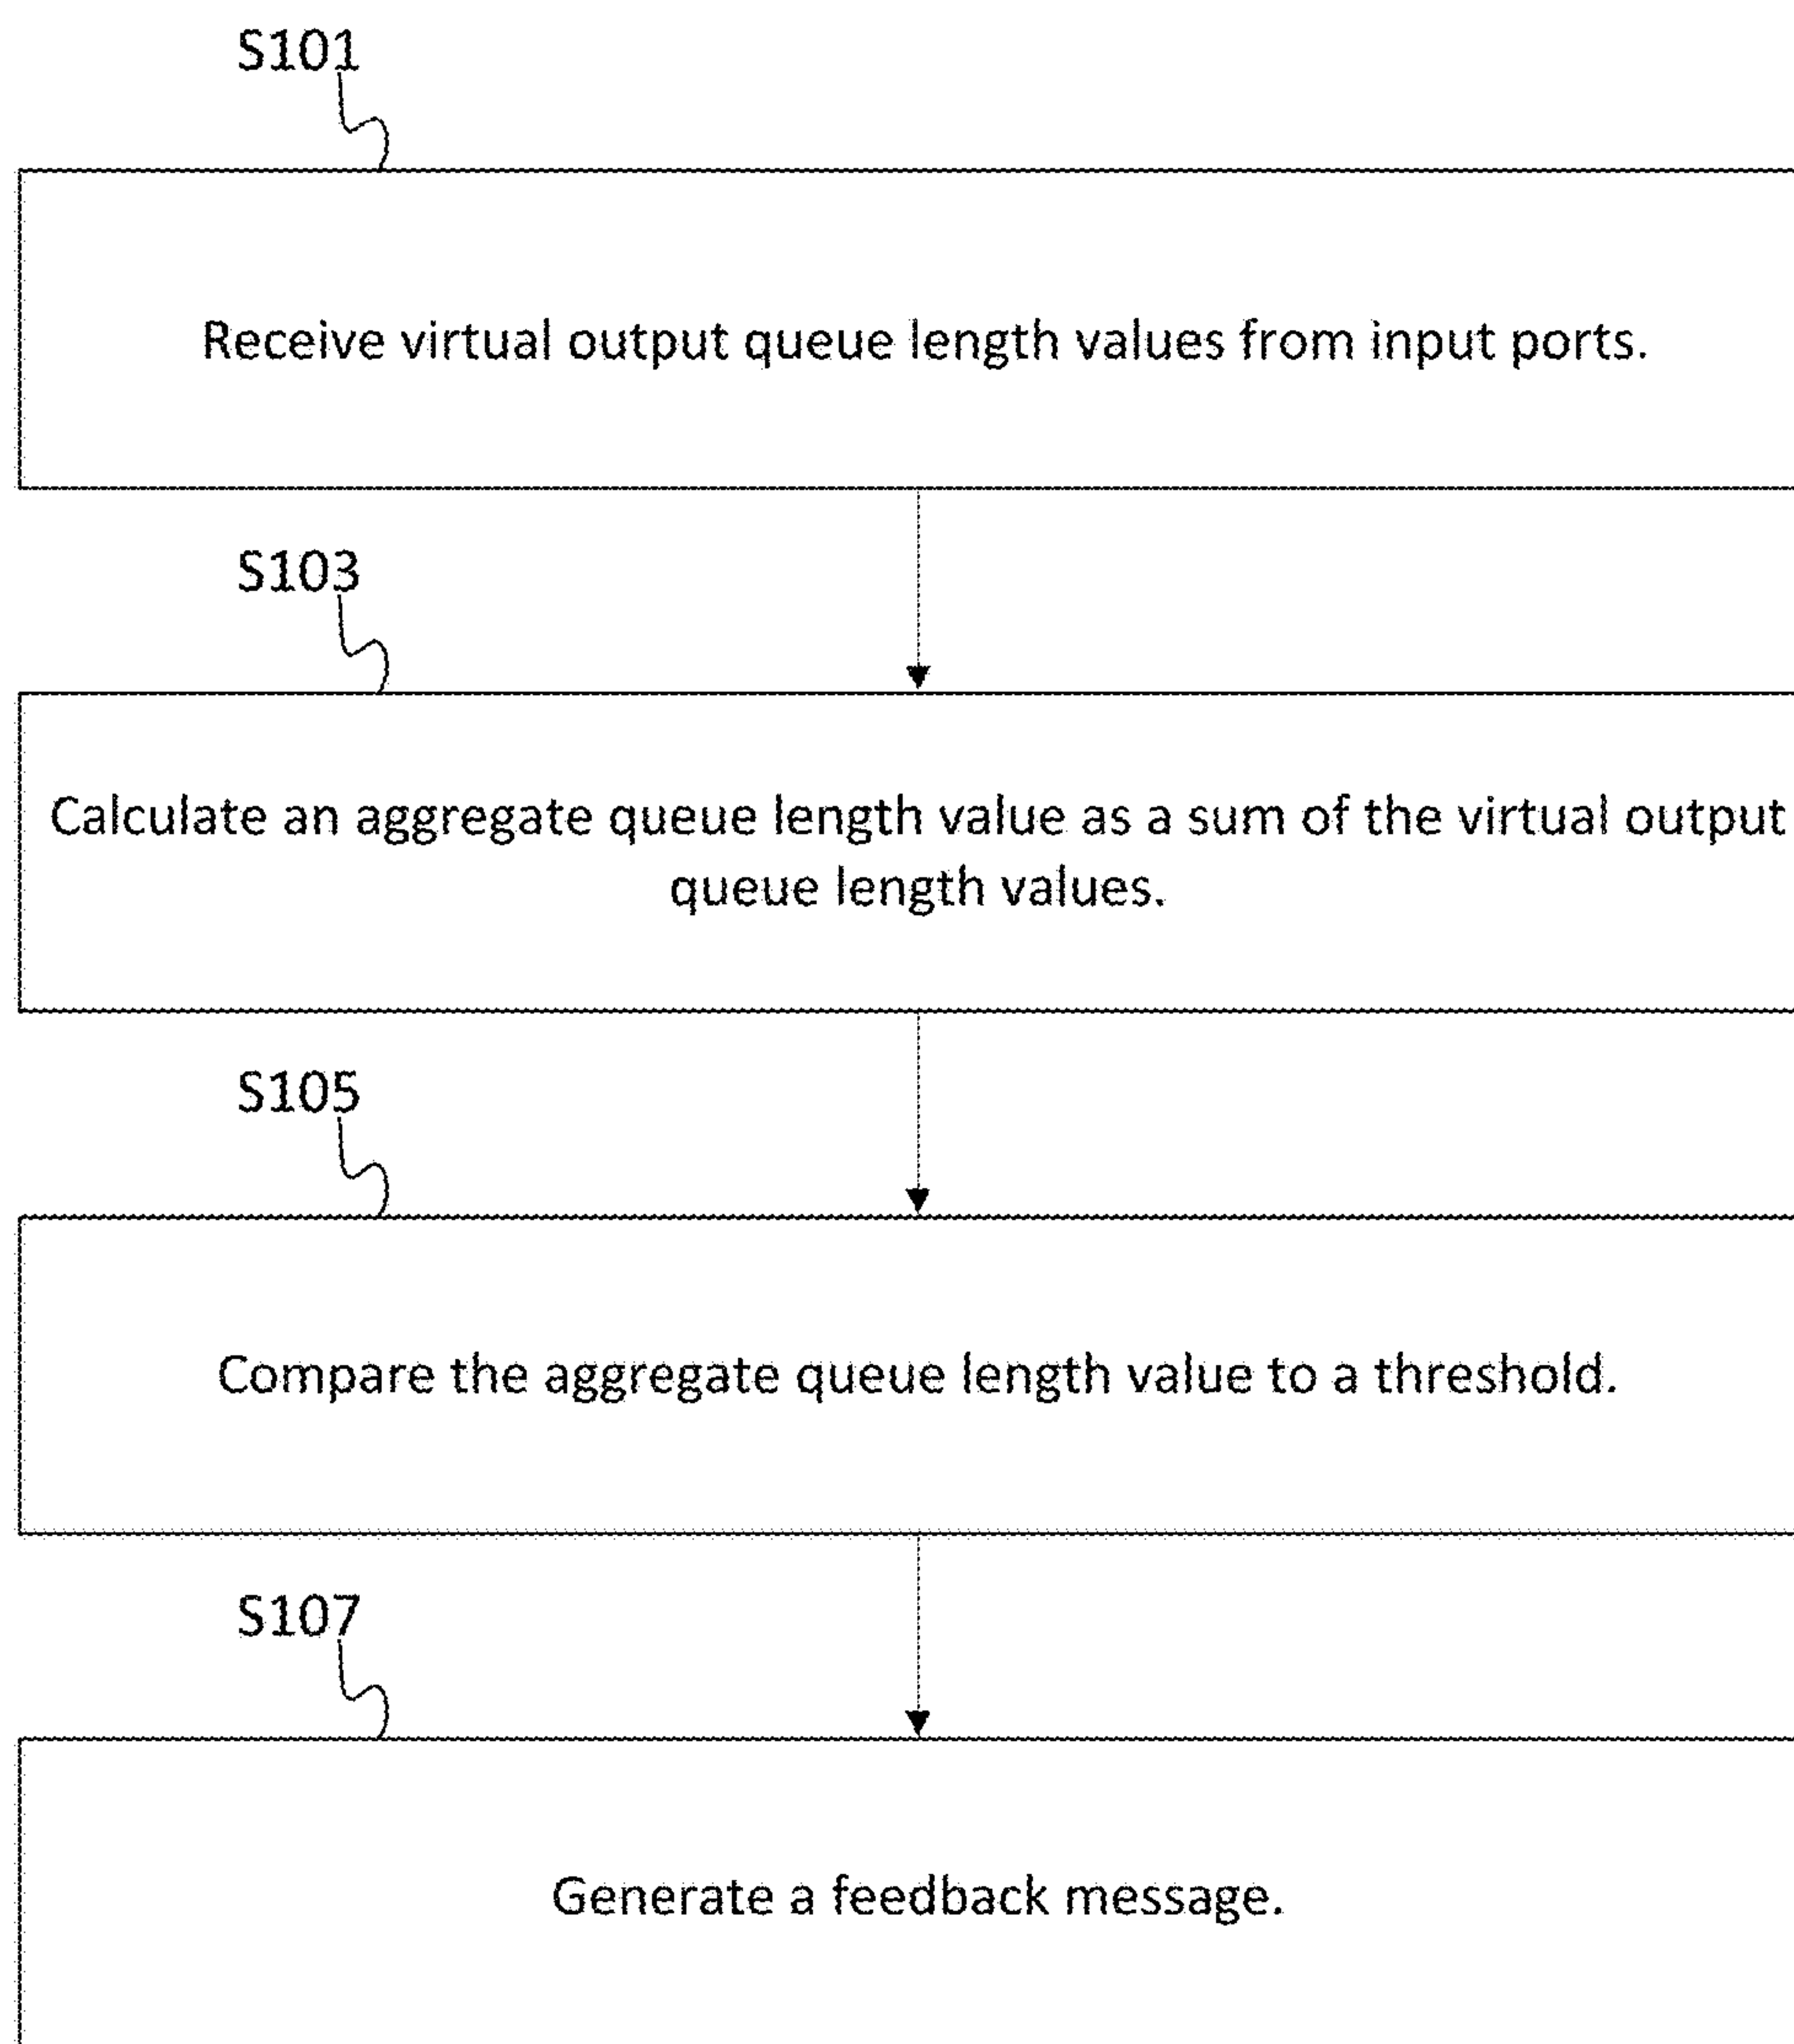 S101
Receive virtual output queue length values from input ports.
S103
Calculate an aggregate queue length value as a sum of the virtual output
queue length values.
S105
Compare the aggregate queue length value to a threshold.
S107
Generate a feedback message.